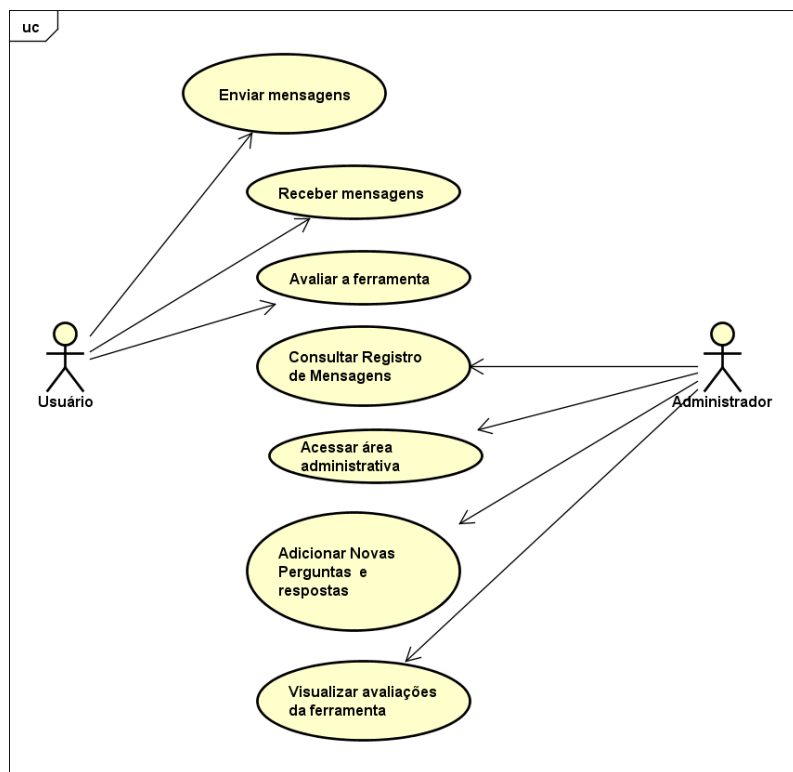 uc
Enviar mensagens
Receber mensagens
Avaliar a ferramenta
Consultar Registro
de Mensagens
Usuário
Administrador
Acessar área
administrativa
Adicionar Novas
Perguntas e
respostas
Visualizar avaliações
da ferramenta